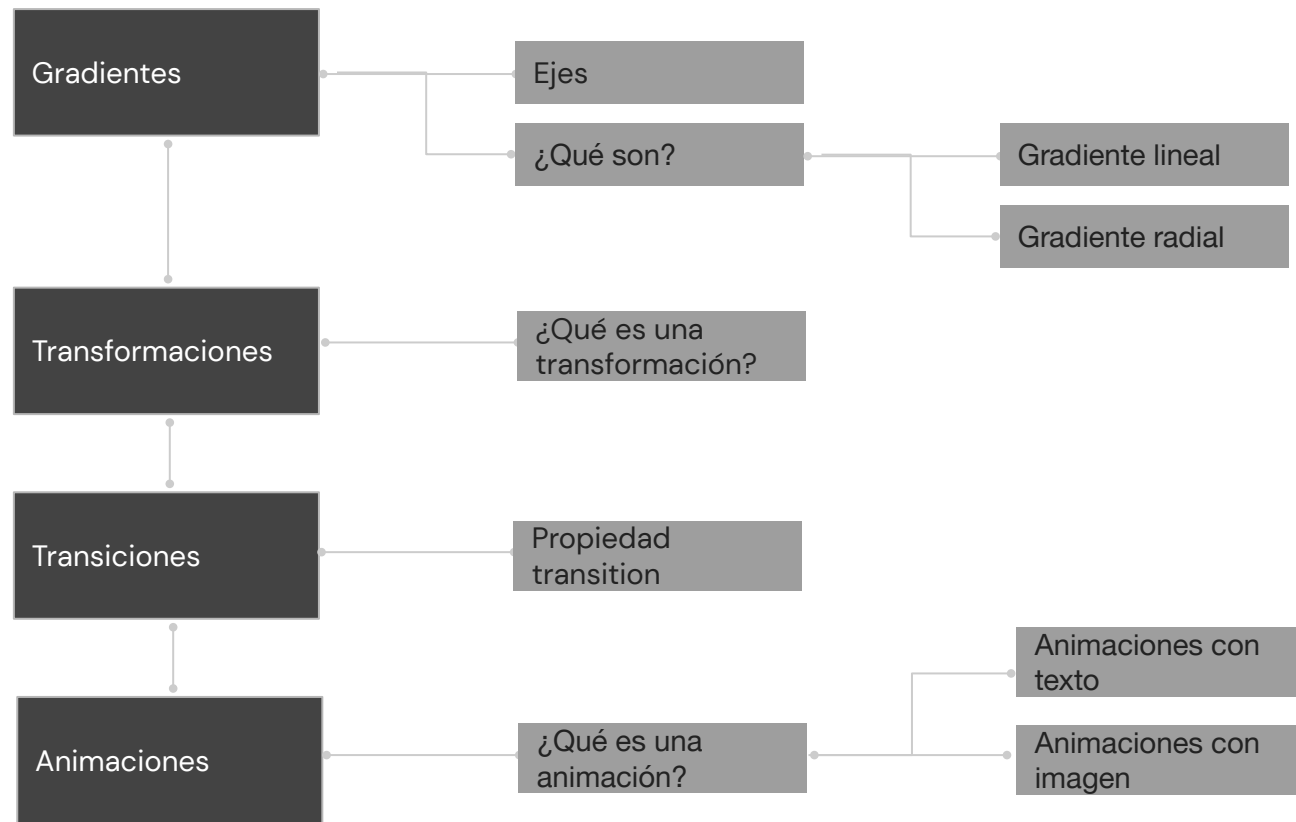 Gradientes
Ejes
¿Qué son?
Gradiente lineal
Gradiente radial
Transformaciones
¿Qué es una
transformación?
Transiciones
Propiedad
transition
Animaciones
¿Qué es una
animación?
Animaciones con
texto
Animaciones con
imagen